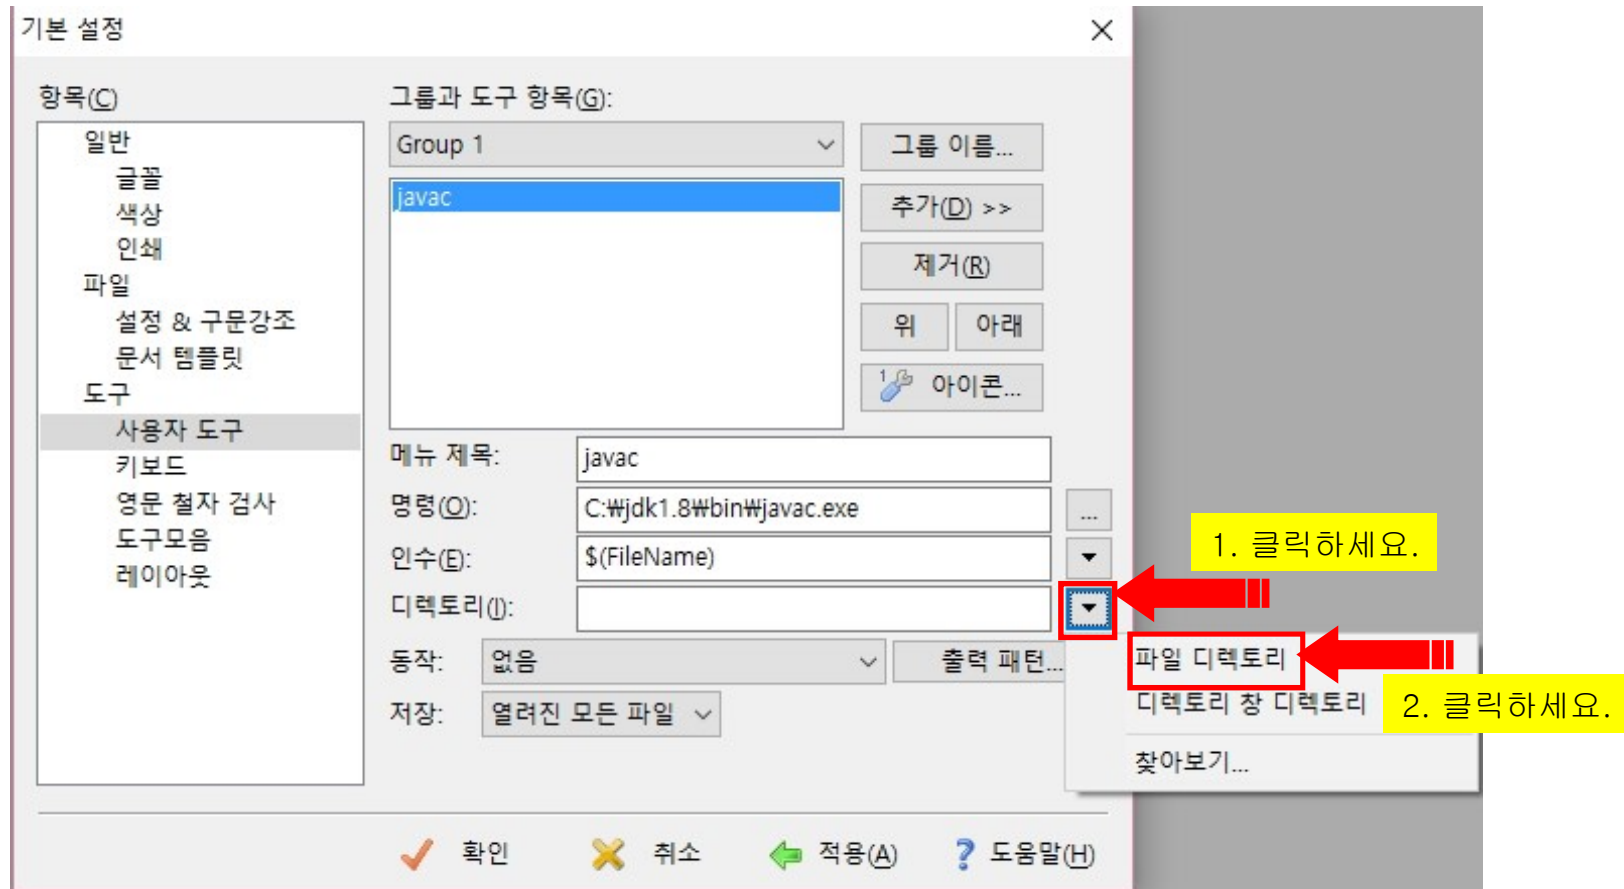 기본 설정
항목(C)
일반
글꼴
색상
인쇄
파일
설정 & 구문강조
문서 템플릿
도구
사용자 도구
키보드
영문 철자 검사
도구모음
레이아웃
그룹과 도구 항목(G):
Group 1
그룹 이름...
javac
추가(D) >>
제거(R)
위
아래
아이콘...
메뉴 제목:
javac
명령(O):
C:₩jdk1.8₩bin₩javac.exe
...
인수(E):
$(FileName)
디렉토리(I):
동작:
없음
출력 패턴...
저장:
열려진 모든 파일
1. 클릭하세요.
파일 디렉토리
2. 클릭하세요.
디렉토리 창 디렉토리
찾아보기...
확인
취소
적용(A)
도움말(H)